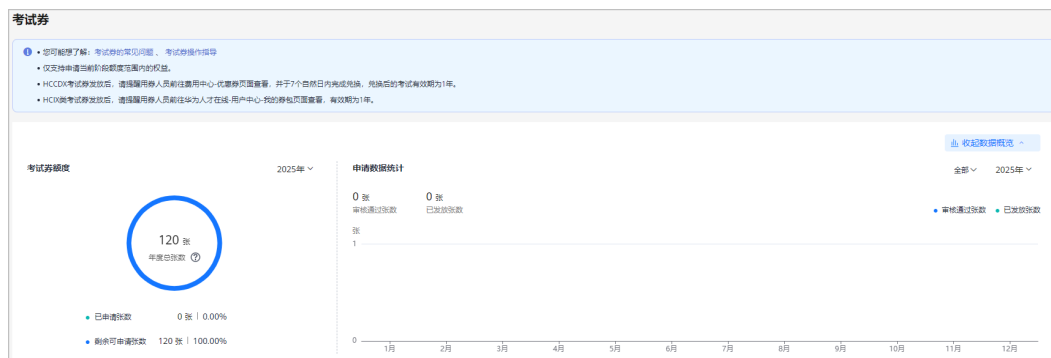 考试券
• 您可能想了解：考试券的常见问题 、 考试券操作指导
• 仅支持申请当前阶段额度范围内的权益。
• HCCDX考试券发放后，请提醒用券人员前往费用中心-优惠券页面查看，并于7个自然日内完成兑换，兑换后的考试有效期为1年。
• HCIX类考试券发放后，请提醒用券人员前往华为人才在线-用户中心-我的券包页面查看，有效期为1年。
收起数据概览
考试券额度
2025年
120 张
年度总张数
• 已申请张数 0 张 | 0.00%
• 剩余可申请张数 120 张 | 100.00%
申请数据统计
全部 2025年
0 张 0 张
审核通过张数 已发放张数
• 审核通过张数 • 已发放张数
张
1
0
1月 2月 3月 4月 5月 6月 7月 8月 9月 10月 11月 12月